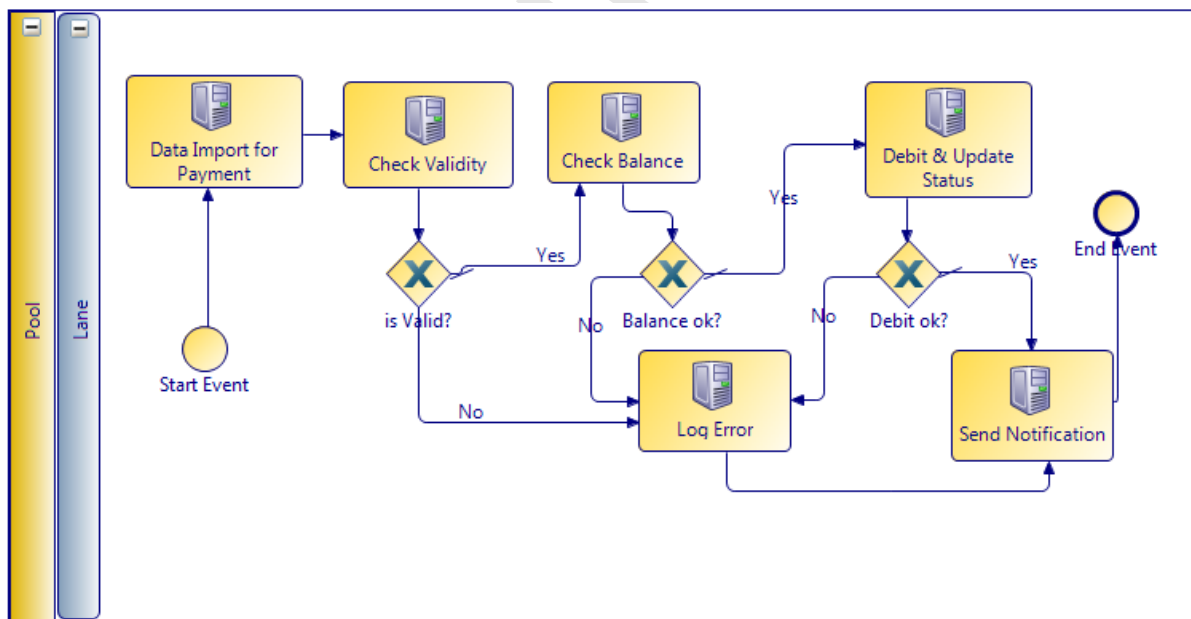 Pool
Lane
Data Import for
Payment
Check Validity
Check Balance
Debit & Update
Status
Yes
End Event
Yes
Yes
is Valid?
No
Balance ok?
No
Debit ok?
Start Event
No
Log Error
Send Notification